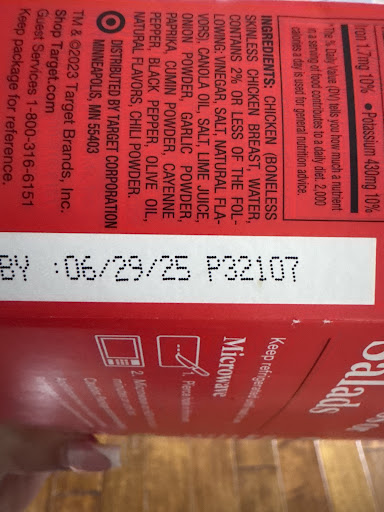 Iron 1.7mg 10% • Potassium 430mg 10%
*The % Daily Value (DV) tells you how much a nutrient
in a serving of food contributes to a daily diet. 2,000
calories a day is used for general nutrition advice.
INGREDIENTS: CHICKEN (BONELESS
SKINLESS CHICKEN BREAST, WATER,
CONTAINS 2% OR LESS OF THE FOL-
LOWING: VINEGAR, SALT, NATURAL FLA-
VORS), CANOLA OIL, SALT, LIME JUICE,
ONION POWDER, GARLIC POWDER,
PAPRIKA, CUMIN POWDER, CAYENNE
PEPPER, BLACK PEPPER, OLIVE OIL,
NATURAL FLAVORS, CHILI POWDER.
DISTRIBUTED BY TARGET CORPORATION
MINNEAPOLIS, MN 55403
TM & ©2023 Target Brands, Inc.
Shop Target.com
Guest Services 1-800-316-6151
Keep package for reference.
BY :06/29/25 P32107
Salads
Keep refrigerated
Microwave
1. Pierce
2. Microwave